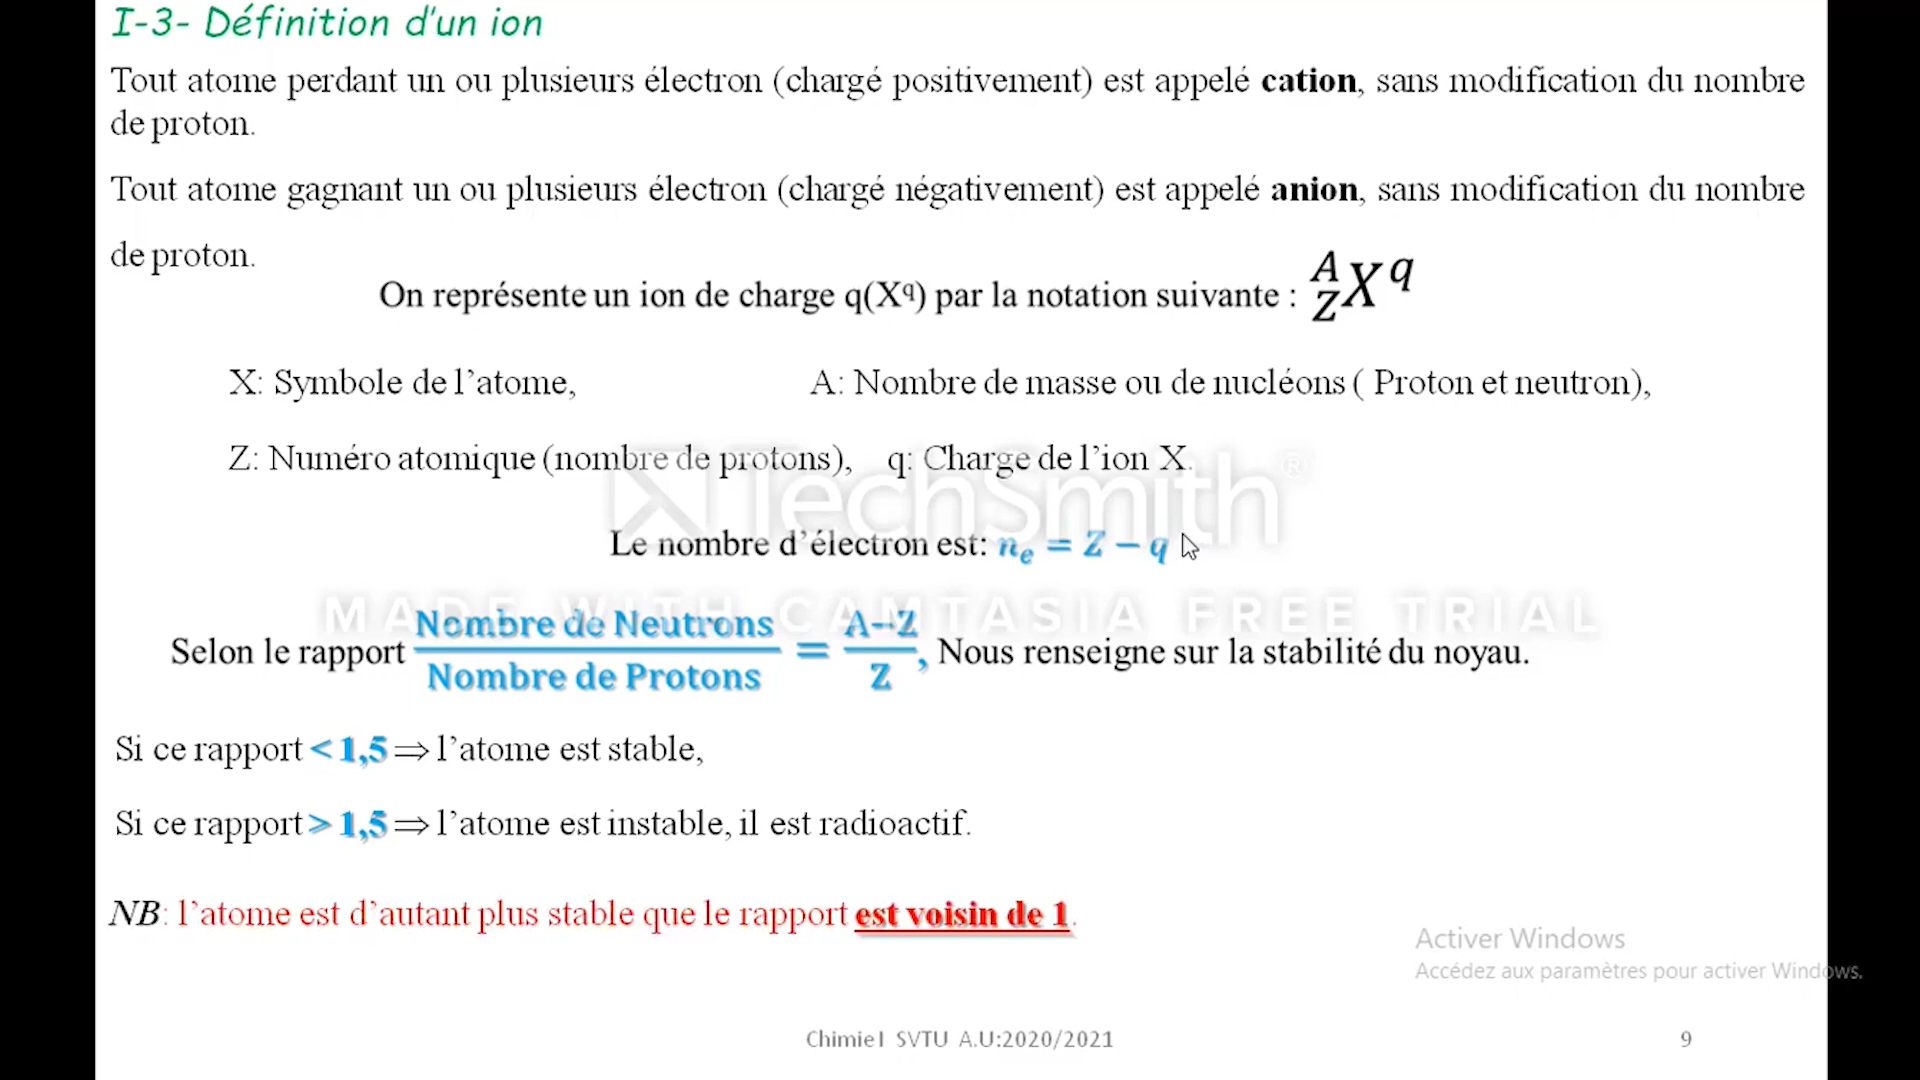 I-3- Définition d'un ion
Tout atome perdant un ou plusieurs électron (chargé positivement) est appelé cation, sans modification du nombre
de proton.
Tout atome gagnant un ou plusieurs électron (chargé négativement) est appelé anion, sans modification du nombre
de proton.
On représente un ion de charge q(X^q) par la notation suivante : ^A_Z X^q
X: Symbole de l’atome, A: Nombre de masse ou de nucléons ( Proton et neutron),
Z: Numéro atomique (nombre de protons), q: Charge de l’ion X.
TechSmith®
Le nombre d’électron est: nₑ = Z − q
MADE WITH CAMTASIA FREE TRIAL
Selon le rapport Nombre de Neutrons / Nombre de Protons = A−Z / Z, Nous renseigne sur la stabilité du noyau.
Si ce rapport < 1,5 ⇒ l’atome est stable,
Si ce rapport > 1,5 ⇒ l’atome est instable, il est radioactif.
NB: l’atome est d’autant plus stable que le rapport est voisin de 1.
Activer Windows
Accédez aux paramètres pour activer Windows.
ChimieI SVTU A.U:2020/2021 9